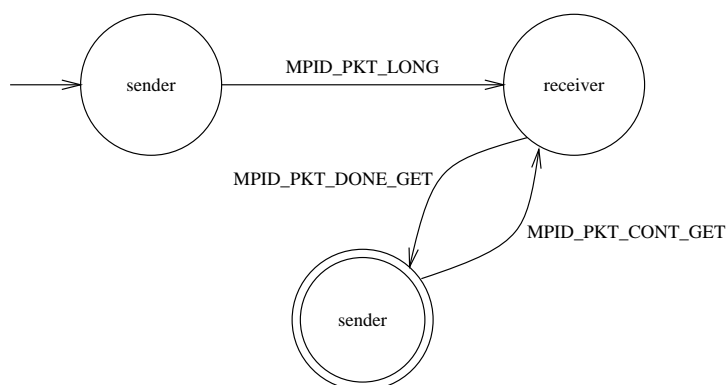 sender
MPID_PKT_LONG
receiver
MPID_PKT_DONE_GET
MPID_PKT_CONT_GET
sender